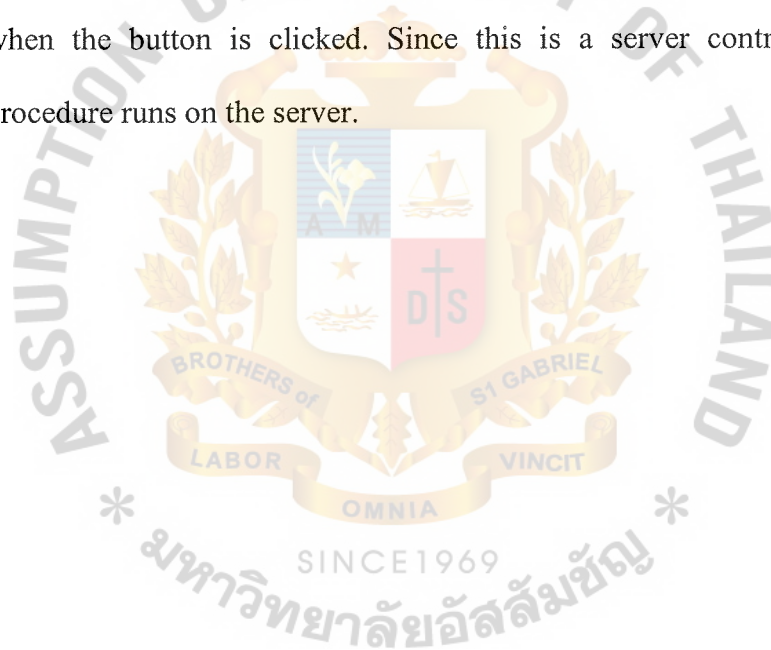 when the button is clicked. Since this is a server contr
rocedure runs on the server.
ASSUMPTION
OF THAILAND
A M
D S
BROTHERS of
S1 GABRIEL
LABOR
VINCIT
OMNIA
* *
SINCE1969
มหาวิทยาลัยอัสสัมชัญ